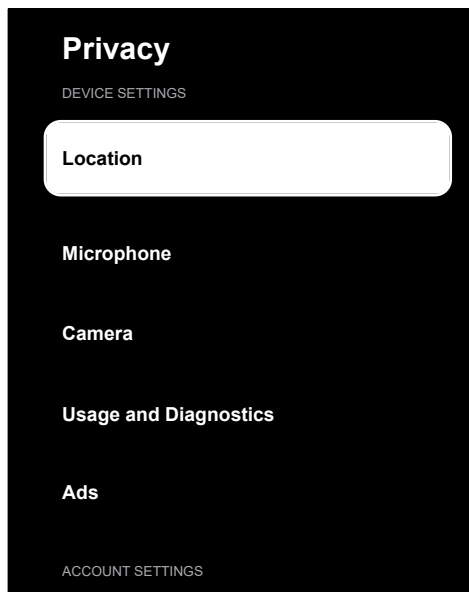 Privacy
DEVICE SETTINGS
Location
Microphone
Camera
Usage and Diagnostics
Ads
ACCOUNT SETTINGS